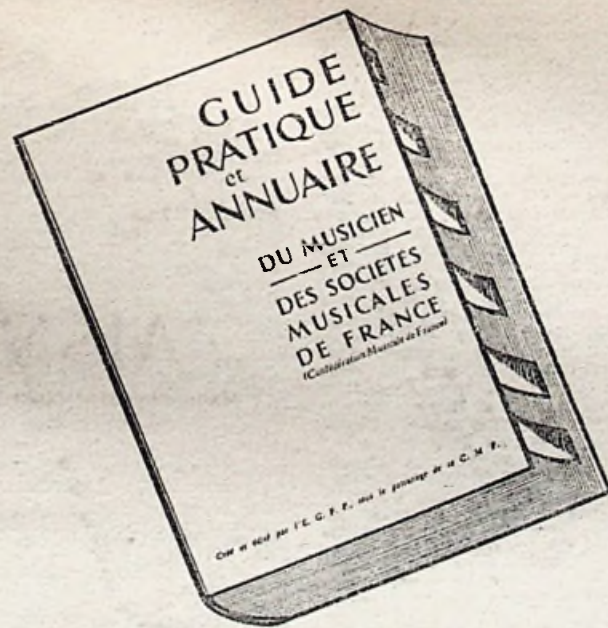 GUIDE
PRATIQUE
et
ANNUAIRE
DU MUSICIEN
ET
DES SOCIÉTÉS
MUSICALES
DE FRANCE
(Confédération Musicale de France)
Créé et édité par l'E. G. P. P., sous le patronage de la C. M. F.